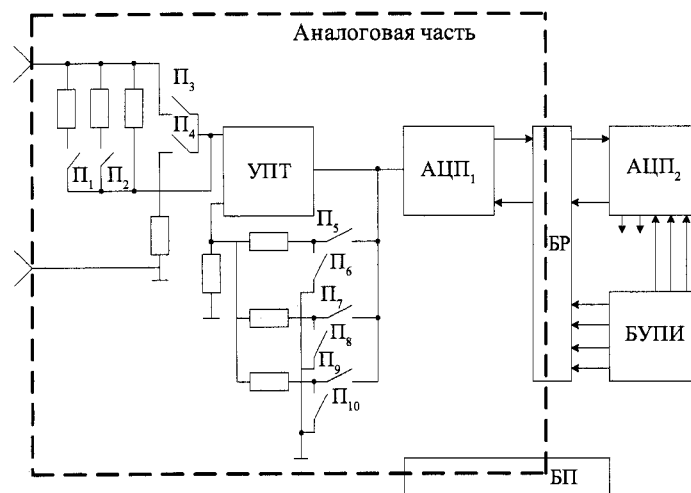 Аналоговая часть
П₃
П₄
П₁
П₂
УПТ
АЦП₁
АЦП₂
БР
П₅
П₆
П₇
П₈
П₉
П₁₀
БУПИ
БП